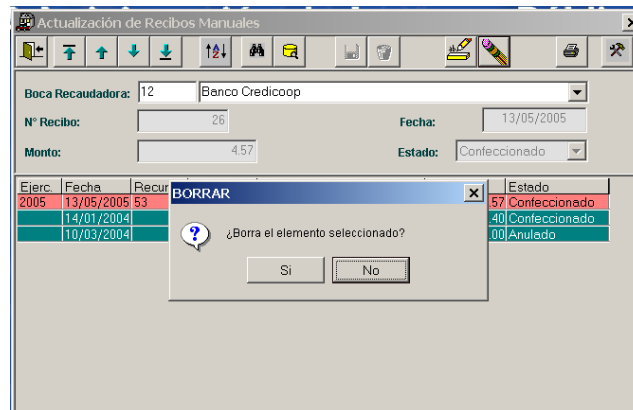 Actualización de Recibos Manuales
Boca Recaudadora: 12 Banco Credicoop
N° Recibo: 26 Fecha: 13/05/2005
Monto: 4.57 Estado: Confeccionado
Ejerc. Fecha Recur Estado
BORRAR
2005 13/05/2005 53 .57 Confeccionado
14/01/2004 .40 Confeccionado
10/03/2004 .00 Anulado
¿Borra el elemento seleccionado?
Si No